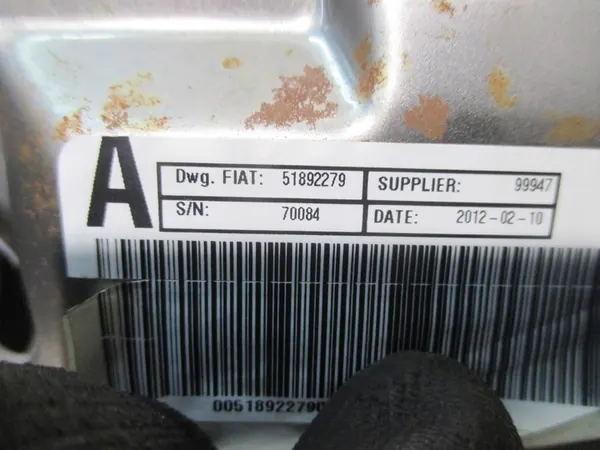 A
Dwg. FIAT: 51892279 SUPPLIER: 99947
S/N: 70084 DATE: 2012-02-10
0051892279